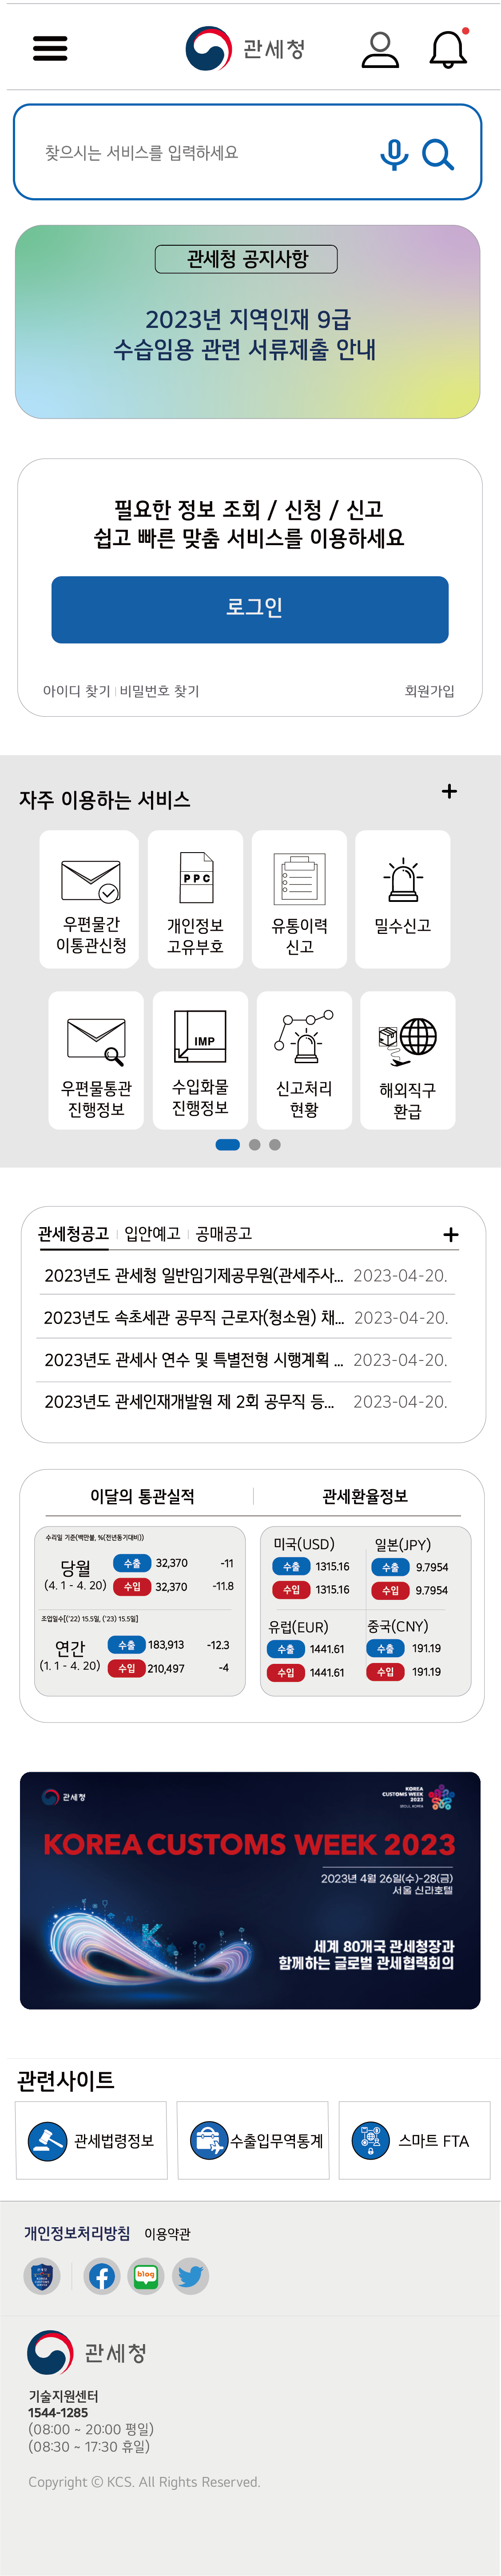 관세청
찾으시는 서비스를 입력하세요
관세청 공지사항
2023년 지역인재 9급
수습임용 관련 서류제출 안내
필요한 정보 조회 / 신청 / 신고
쉽고 빠른 맞춤 서비스를 이용하세요
로그인
아이디 찾기 | 비밀번호 찾기 회원가입
자주 이용하는 서비스
우편물간
이통관신청
PPC
개인정보
고유부호
유통이력
신고
밀수신고
우편물통관
진행정보
IMP
수입화물
진행정보
신고처리
현황
해외직구
환급
관세청공고 | 입안예고 | 공매공고
2023년도 관세청 일반임기제공무원(관세주사... 2023-04-20.
2023년도 속초세관 공무직 근로자(청소원) 채... 2023-04-20.
2023년도 관세사 연수 및 특별전형 시행계획 ... 2023-04-20.
2023년도 관세인재개발원 제 2회 공무직 등... 2023-04-20.
이달의 통관실적
수리일 기준(백만불, %(전년동기대비))
당월
(4. 1 - 4. 20)
수출 32,370 -11
수입 32,370 -11.8
조업일수[('22) 15.5일, ('23) 15.5일]
연간
(1. 1 - 4. 20)
수출 183,913 -12.3
수입 210,497 -4
관세환율정보
미국(USD)
수출 1315.16
수입 1315.16
일본(JPY)
수출 9.7954
수입 9.7954
유럽(EUR)
수출 1441.61
수입 1441.61
중국(CNY)
수출 191.19
수입 191.19
관세청
KOREA
CUSTOMS WEEK
2023
KOREA CUSTOMS WEEK 2023
2023년 4월 26일(수)-28(금)
서울 신라호텔
세계 80개국 관세청장과
함께하는 글로벌 관세협력회의
관련사이트
관세법령정보
수출입무역통계
스마트 FTA
개인정보처리방침 이용약관
blog
관세청
기술지원센터
1544-1285
(08:00 ~ 20:00 평일)
(08:30 ~ 17:30 휴일)
Copyright © KCS. All Rights Reserved.